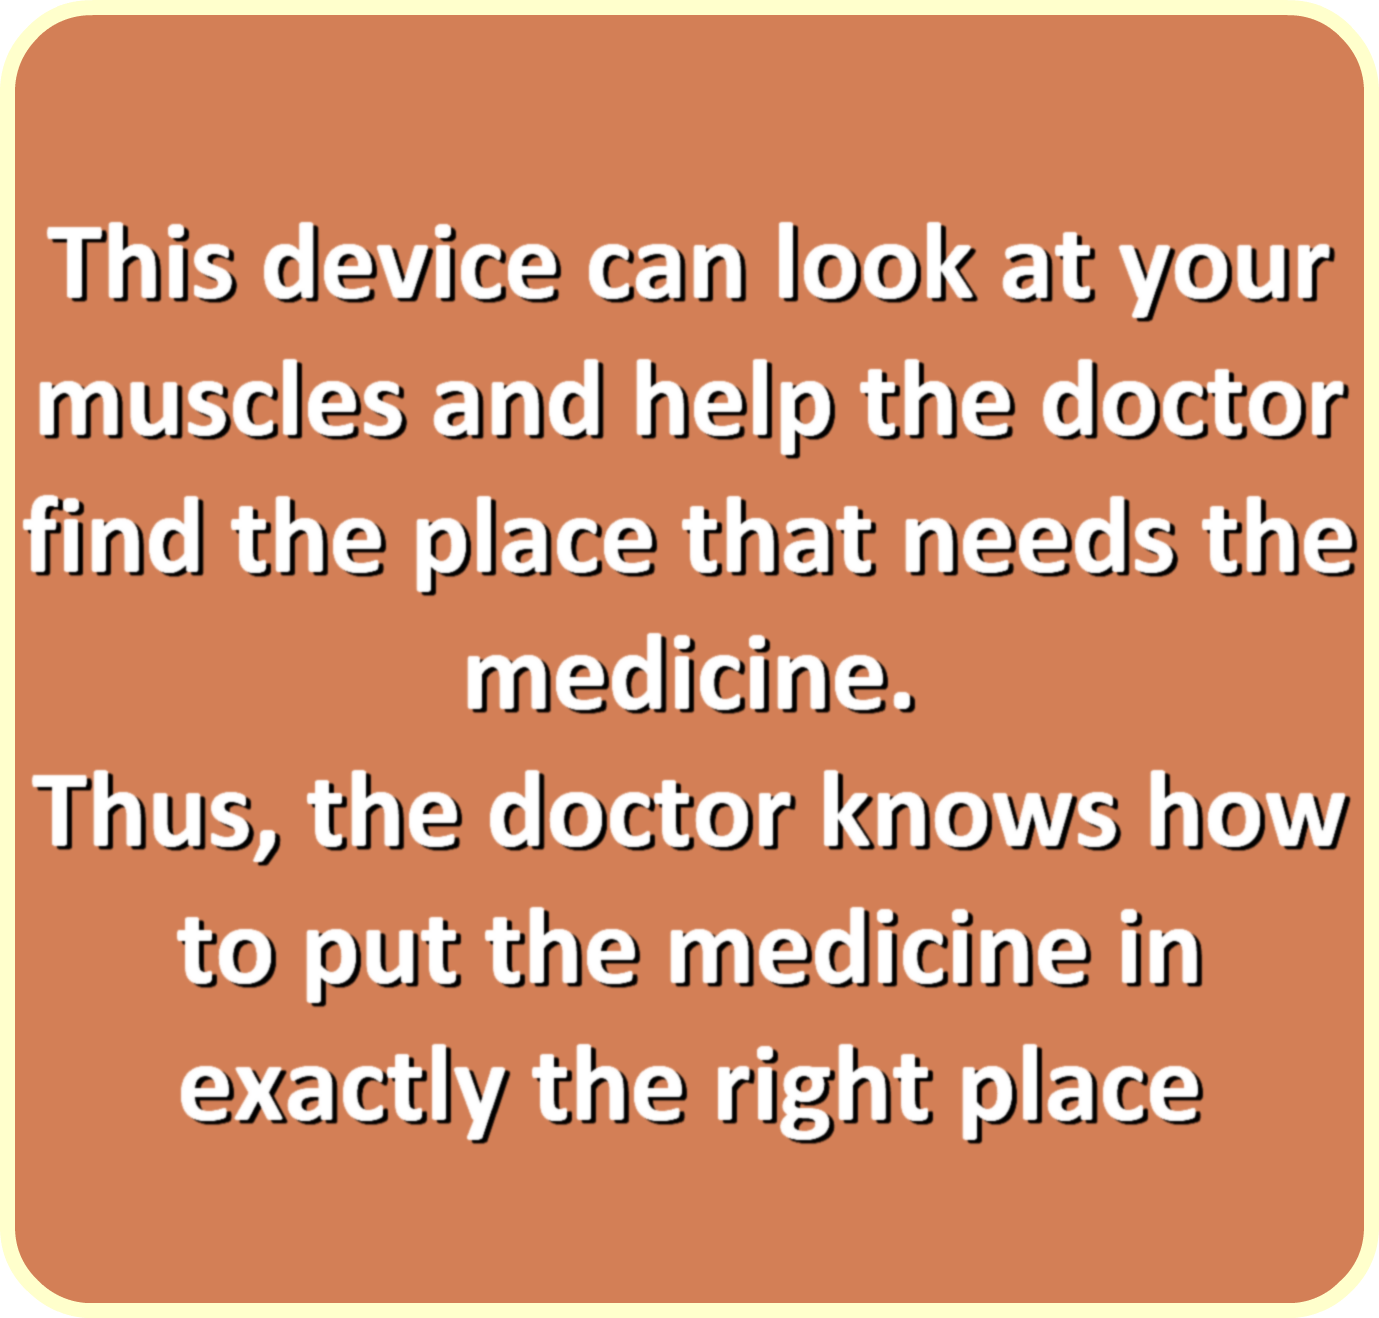 This device can look at your
muscles and help the doctor
find the place that needs the
medicine.
Thus, the doctor knows how
to put the medicine in
exactly the right place